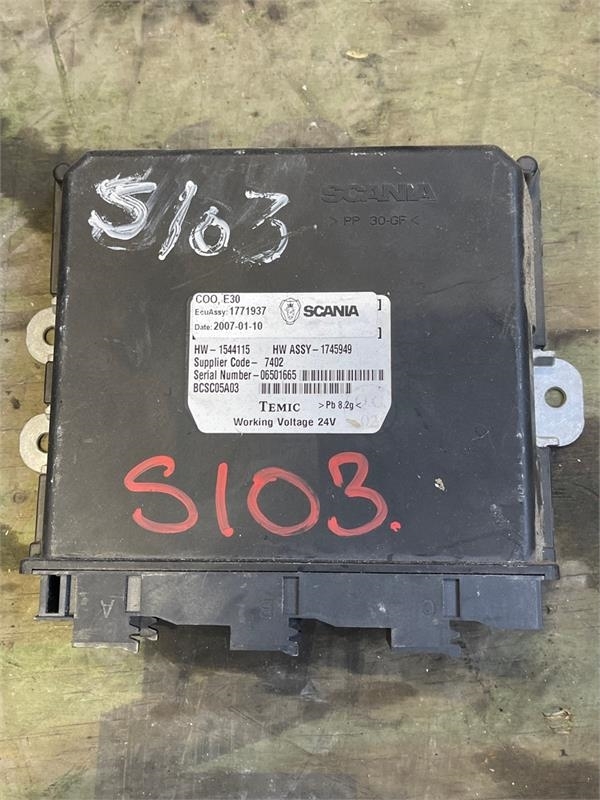 S103
SCANIA
> PP 30-GF <
COO, E30
EcuAssy: 1771937
SCANIA
Date: 2007-01-10
HW- 1544115 HW ASSY-1745949
Supplier Code- 7402
Serial Number-06501665
BCSC05A03
TEMIC >Pb 8.2g<
Working Voltage 24V
S103.
A
B
C